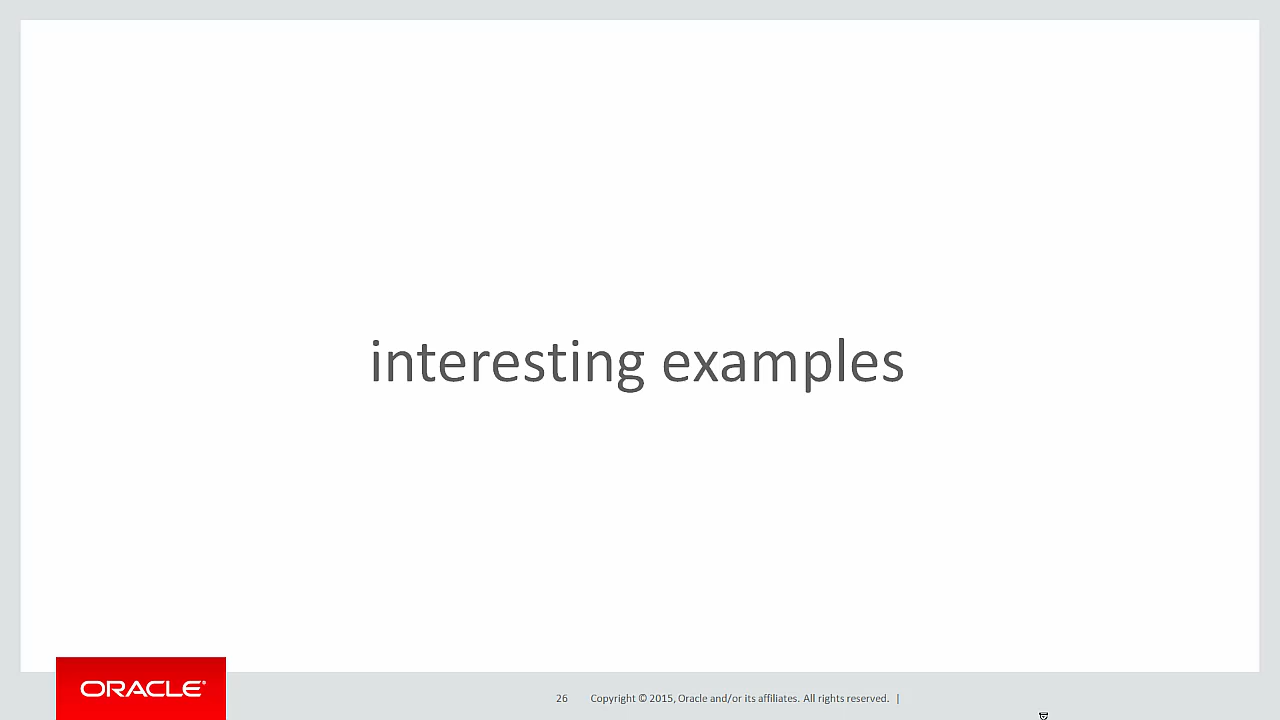 interesting examples
ORACLE®
26 Copyright © 2015, Oracle and/or its affiliates. All rights reserved. |